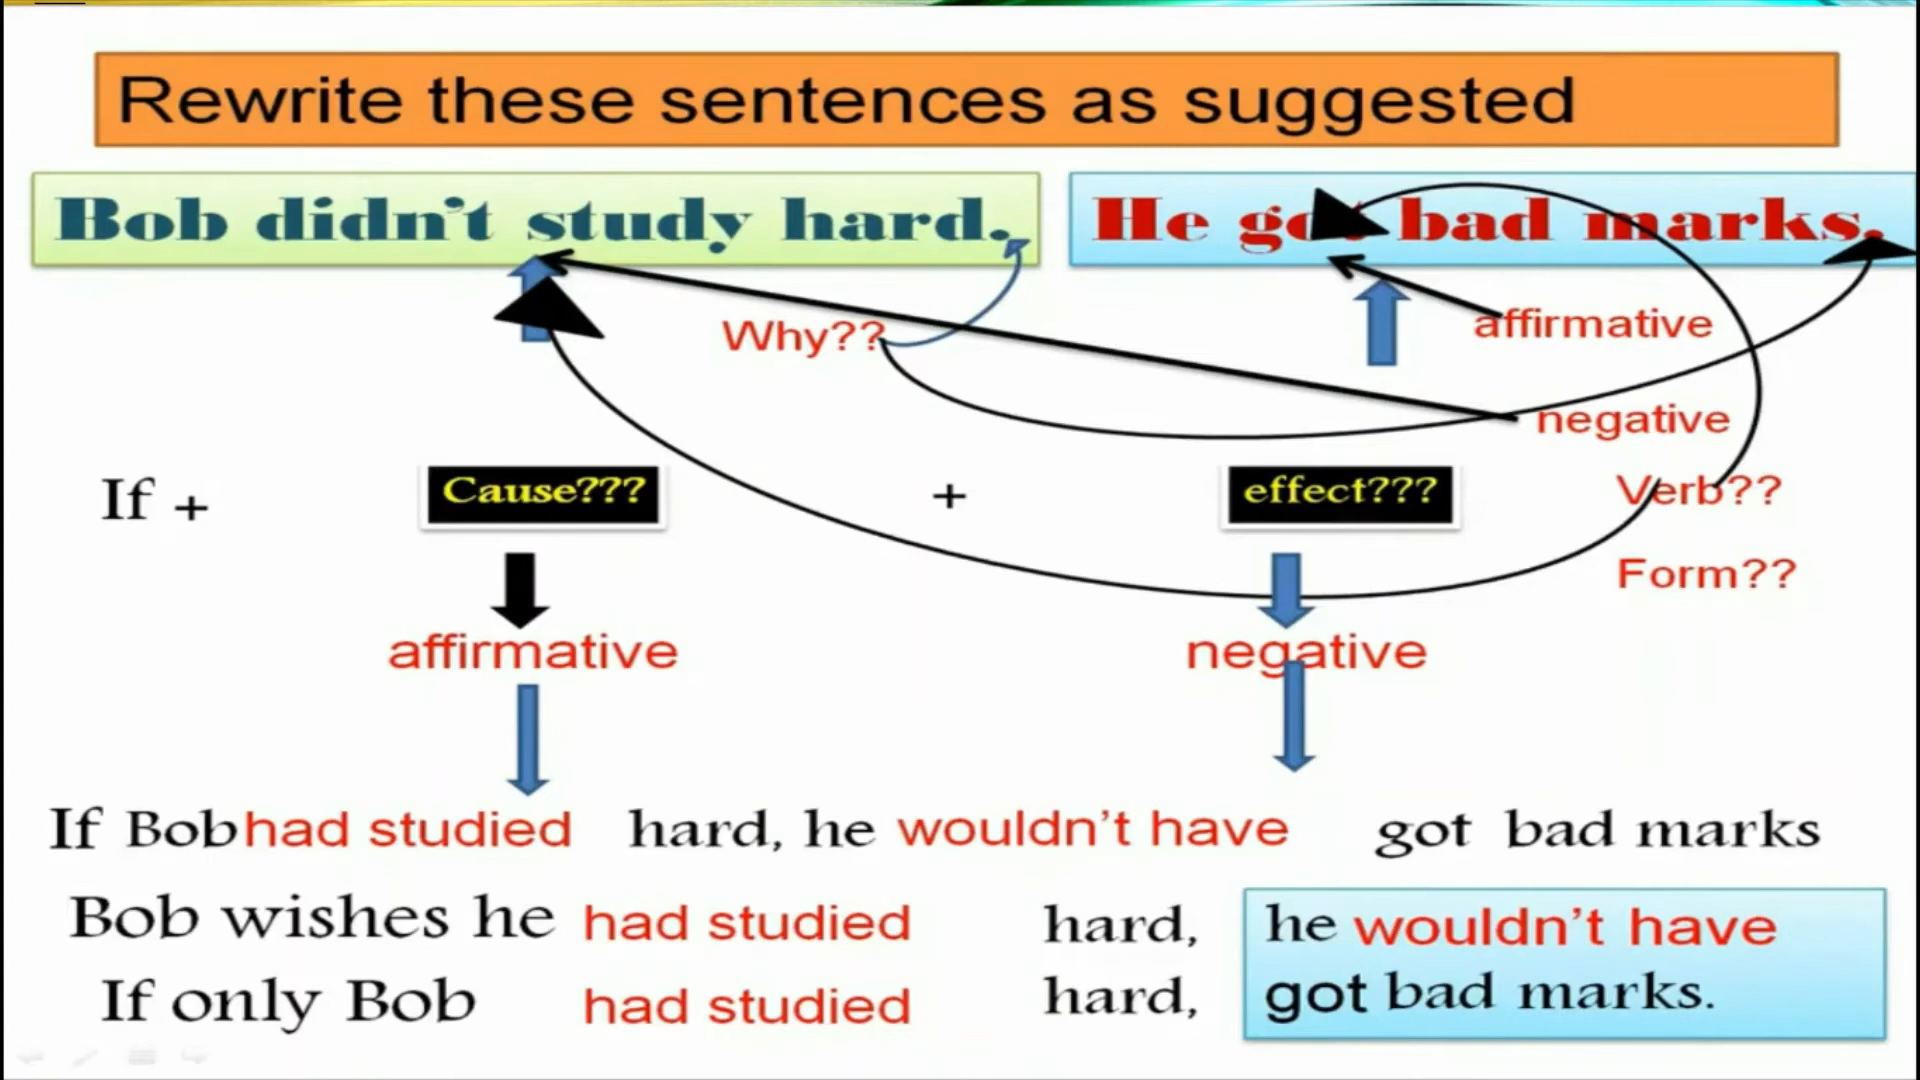 Rewrite these sentences as suggested
Bob didn't study hard. He got bad marks.
Why?? affirmative
negative
If + Cause??? + effect??? Verb??
Form??
affirmative negative
If Bob had studied hard, he wouldn't have got bad marks
Bob wishes he had studied hard, he wouldn't have
If only Bob had studied hard, got bad marks.